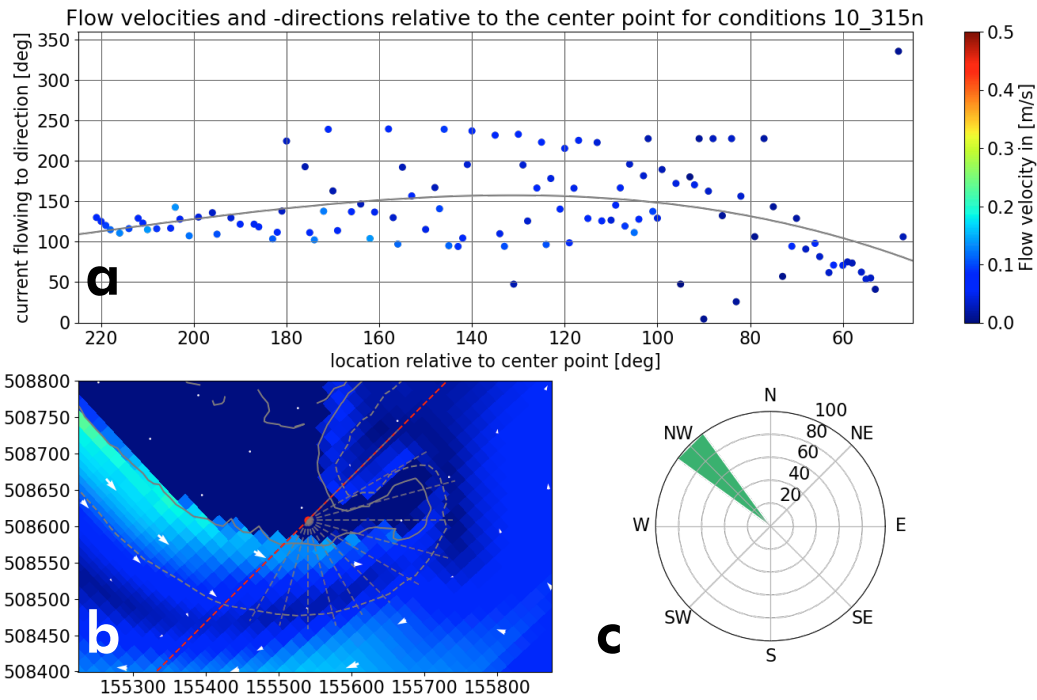 Flow velocities and -directions relative to the center point for conditions 10_315n
current flowing to direction [deg]
350
300
250
200
150
100
50
0
a
220 200 180 160 140 120 100 80 60
location relative to center point [deg]
0.5
0.4
0.3
0.2
0.1
0.0
Flow velocity in [m/s]
508800
508750
508700
508650
508600
508550
508500
508450
508400
b
155300 155400 155500 155600 155700 155800
c
N
NE
E
SE
S
SW
W
NW
100
80
60
40
20